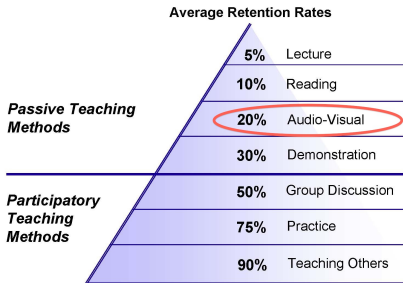 Average Retention Rates
5% Lecture
10% Reading
Passive Teaching
Methods
20% Audio-Visual
30% Demonstration
Participatory
Teaching
Methods
50% Group Discussion
75% Practice
90% Teaching Others